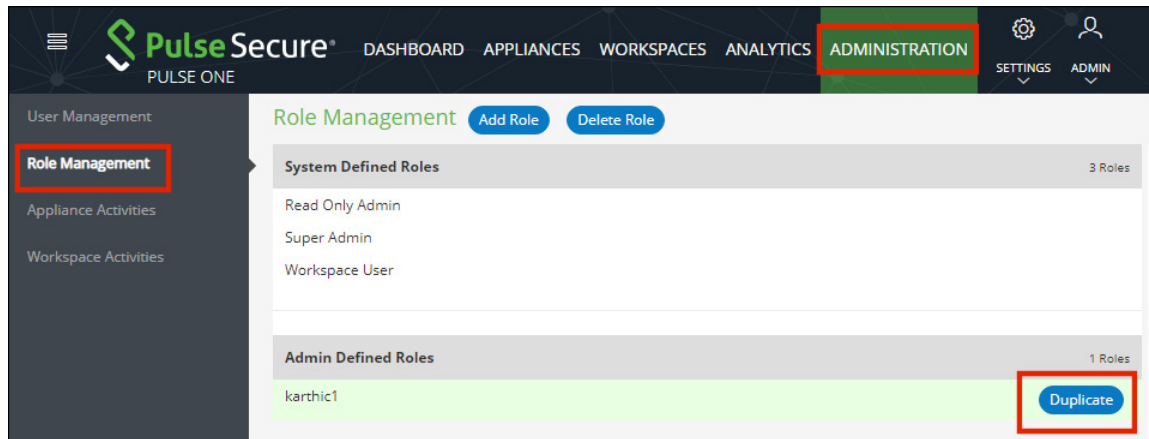 Pulse Secure®
PULSE ONE
DASHBOARD APPLIANCES WORKSPACES ANALYTICS ADMINISTRATION
SETTINGS ADMIN
User Management
Role Management
Appliance Activities
Workspace Activities
Role Management Add Role Delete Role
System Defined Roles 3 Roles
Read Only Admin
Super Admin
Workspace User
Admin Defined Roles 1 Roles
karthic1 Duplicate